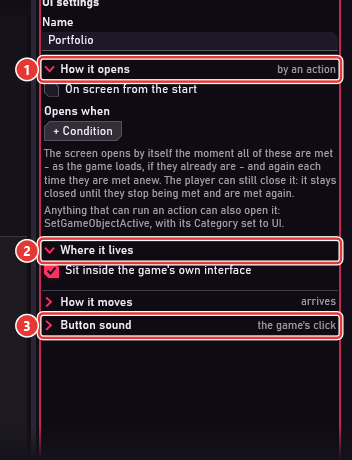 UI settings
Name
Portfolio
1 How it opens by an action
On screen from the start
Opens when
+ Condition
The screen opens by itself the moment all of these are met
- as the game loads, if they already are - and again each
time they are met anew. The player can still close it: it stays
closed until they stop being met and are met again.
Anything that can run an action can also open it:
SetGameObjectActive, with its Category set to UI.
2 Where it lives
Sit inside the game's own interface
How it moves arrives
3 Button sound the game's click